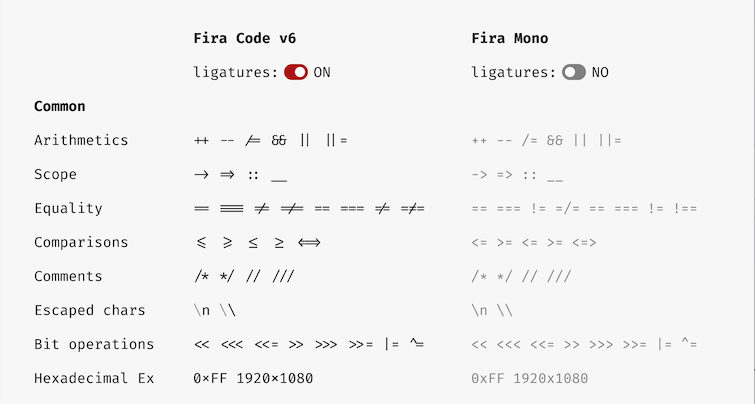 Fira Code v6 Fira Mono
ligatures: ON ligatures: NO
Common
Arithmetics ++ -- /= && || ||= ++ -- /= && || ||=
Scope -> => :: __ -> => :: __
Equality == === != =/= == === != !== == === != =/= == === != !==
Comparisons <= >= <= >= <=> <= >= <= >= <=>
Comments /* */ // /// /* */ // ///
Escaped chars \n \\ \n \\
Bit operations << <<< <<= >> >>> >>= |= ^= << <<< <<= >> >>> >>= |= ^=
Hexadecimal Ex 0×FF 1920×1080 0xFF 1920x1080